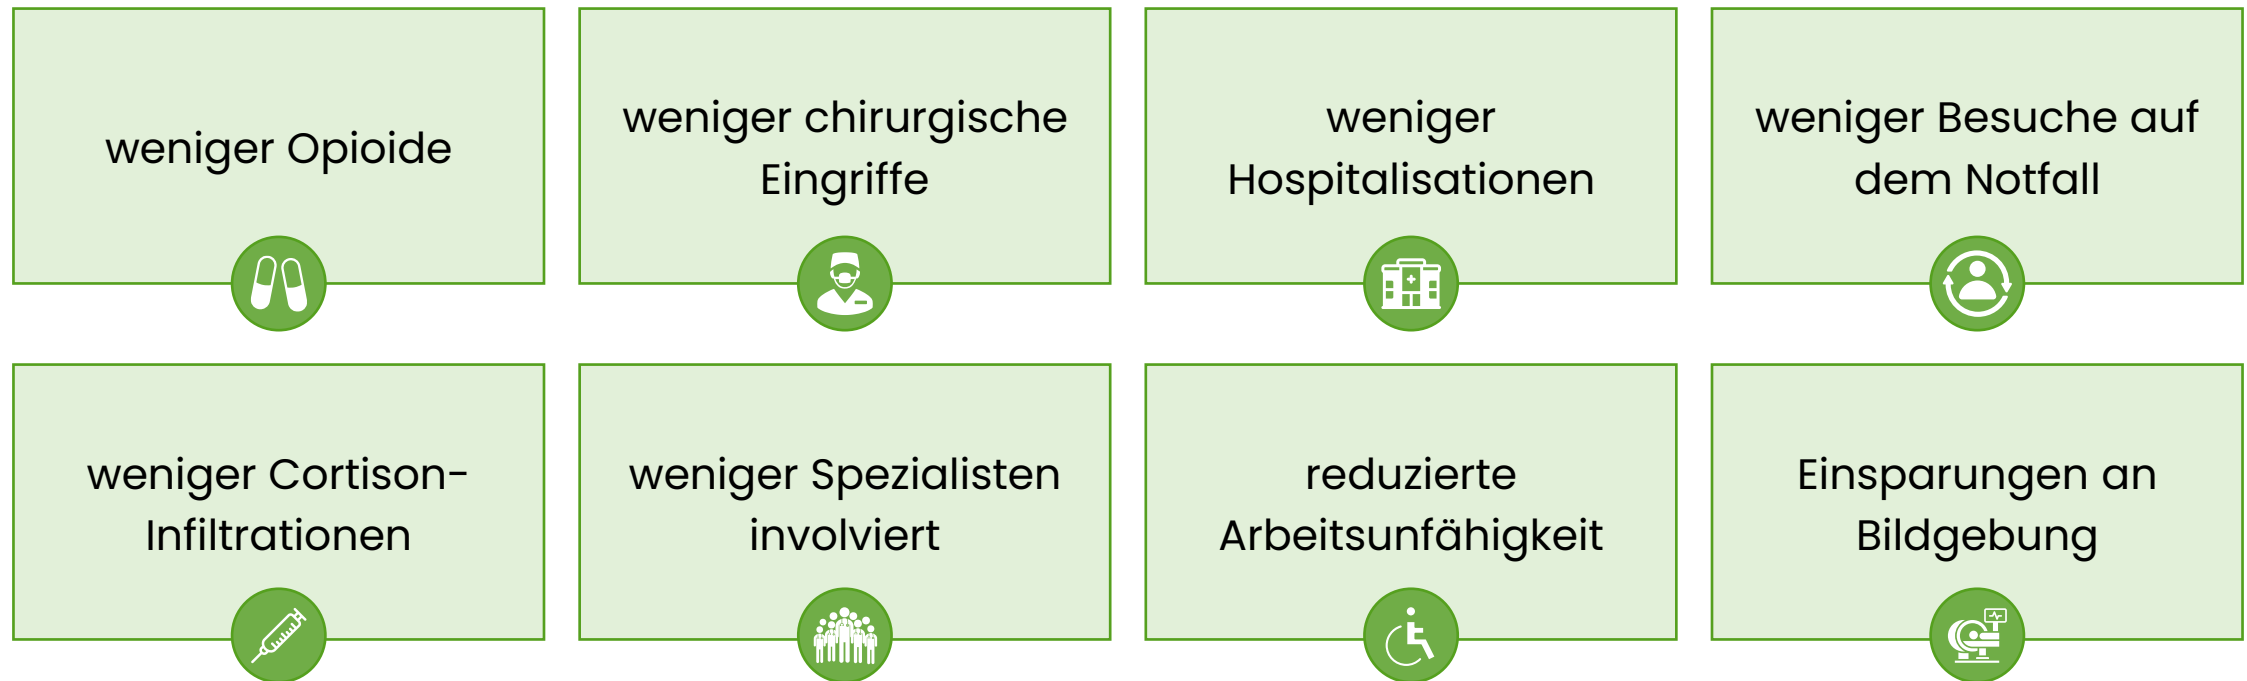 weniger Opioide
weniger chirurgische
Eingriffe
weniger
Hospitalisationen
weniger Besuche auf
dem Notfall
weniger Cortison-
Infiltrationen
weniger Spezialisten
involviert
reduzierte
Arbeitsunfähigkeit
Einsparungen an
Bildgebung